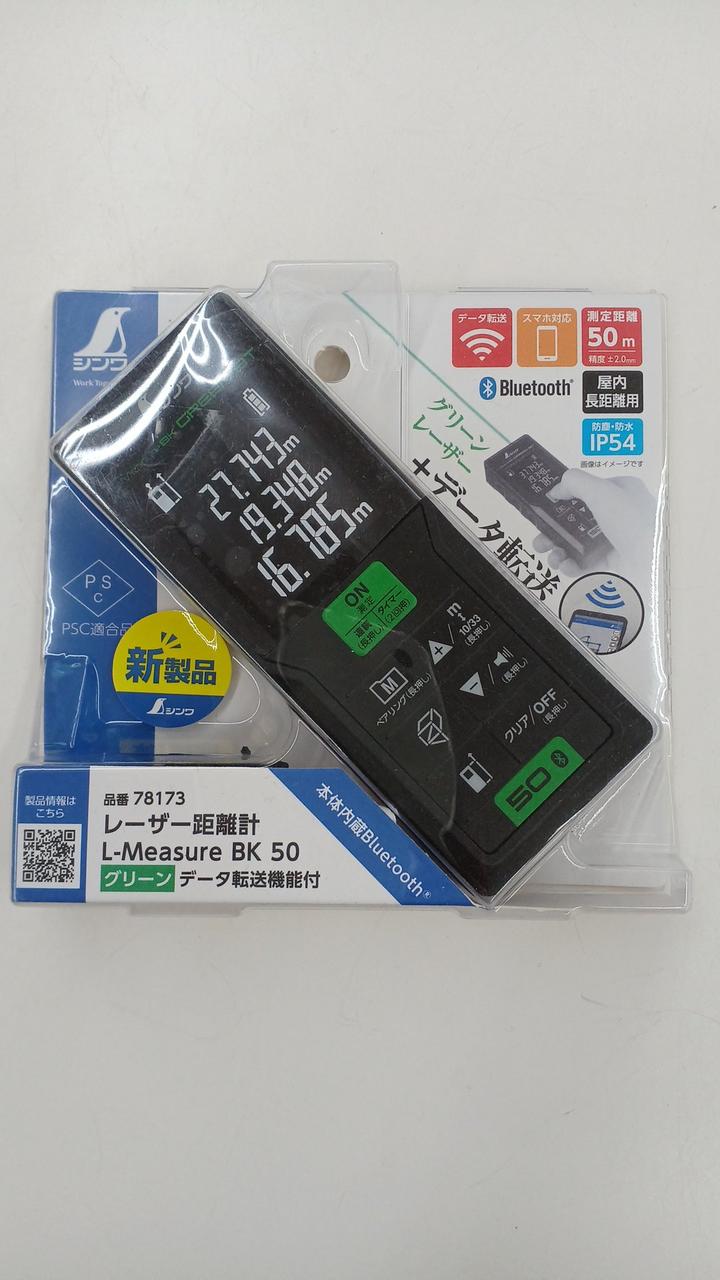 シンワ
Work Tog
データ転送
スマホ対応
測定距離
50 m
精度 ±2.0mm
Bluetooth®
屋内
長距離用
防塵・防水
IP54
画像はイメージです
グリーン
レーザー
+データ転送
シンワ
27.743m
19.348m
16.785m
ON
測定
連続
(長押し)
タイマー
(2回押)
m
10/33
(長押し)
+
M
ペアリング(長押し)
(長押し)
クリア/OFF
(長押し)
50
P S
C
PSC適合品
新製品
シンワ
製品情報は
こちら
品番 78173
レーザー距離計
L-Measure BK 50
グリーン データ転送機能付
本体内蔵Bluetooth®